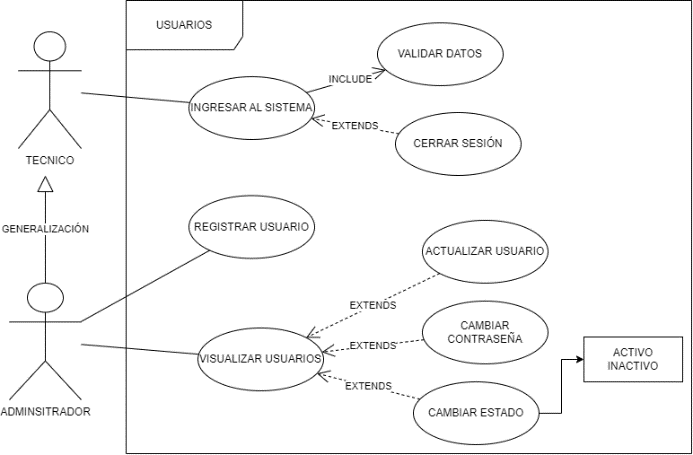 USUARIOS
VALIDAR DATOS
INCLUDE
INGRESAR AL SISTEMA
EXTENDS
CERRAR SESIÓN
TECNICO
GENERALIZACIÓN
REGISTRAR USUARIO
ACTUALIZAR USUARIO
EXTENDS
CAMBIAR
CONTRASEÑA
EXTENDS
VISUALIZAR USUARIOS
EXTENDS
CAMBIAR ESTADO
ACTIVO
INACTIVO
ADMINSITRADOR